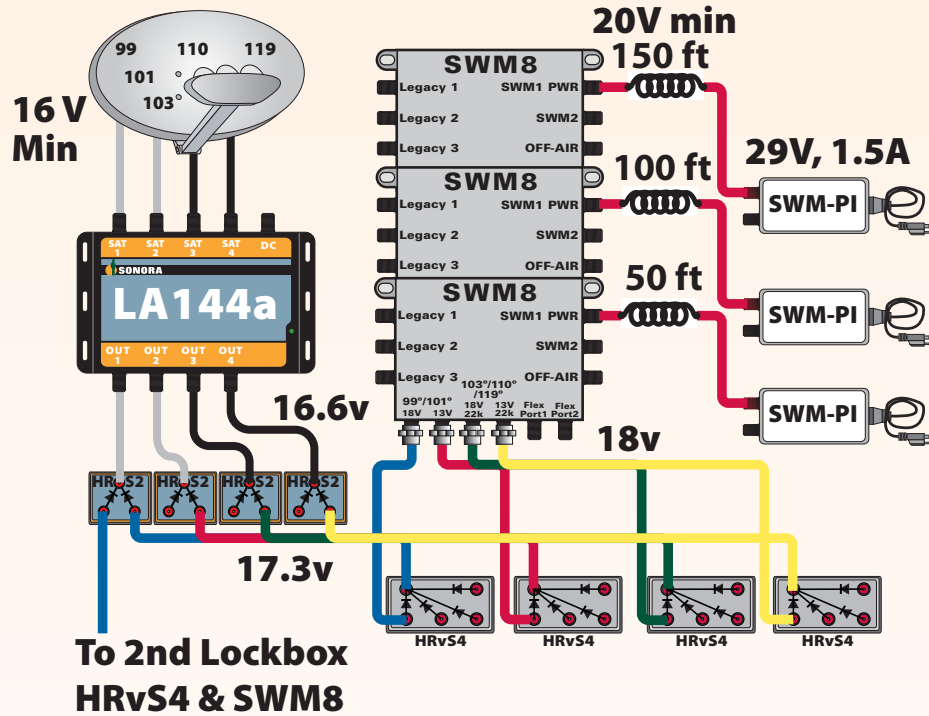 99
110
119
101
103
16 V
Min
SAT
1
SAT
2
SAT
3
SAT
4
DC
SONORA
LA144a
OUT
1
OUT
2
OUT
3
OUT
4
16.6v
HRvS2
HRvS2
HRvS2
HRvS2
17.3v
To 2nd Lockbox
HRvS4 & SWM8
SWM8
Legacy 1
SWM1 PWR
Legacy 2
SWM2
Legacy 3
OFF-AIR
SWM8
Legacy 1
SWM1 PWR
Legacy 2
SWM2
Legacy 3
OFF-AIR
SWM8
Legacy 1
SWM1 PWR
Legacy 2
SWM2
Legacy 3
OFF-AIR
99º/101º
103º/110º
/119º
18V
13V
18V
22k
13V
22k
Flex
Port1
Flex
Port2
18v
20V min
150 ft
100 ft
50 ft
29V, 1.5A
SWM-PI
SWM-PI
SWM-PI
HRvS4
HRvS4
HRvS4
HRvS4